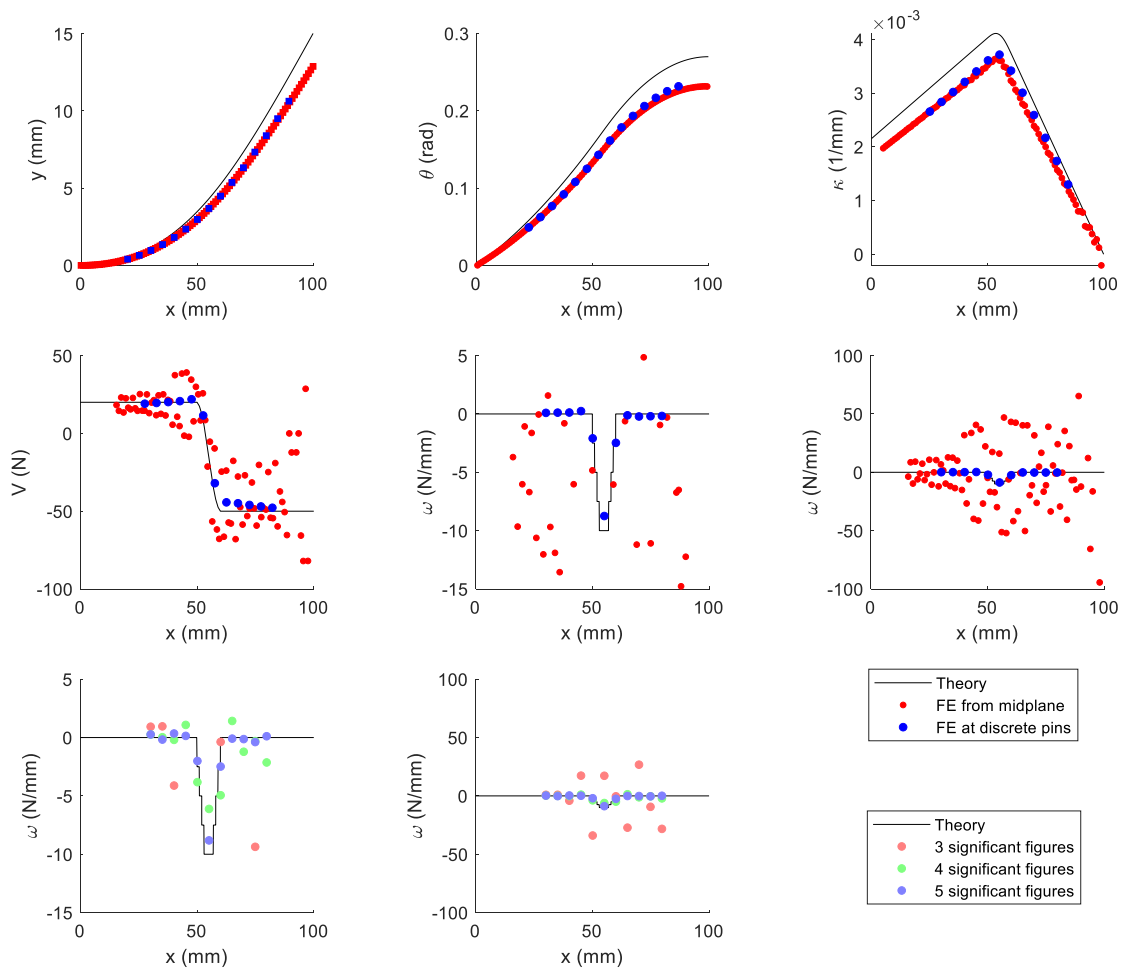 15
10
5
0
y (mm)
0
50
100
x (mm)
0.3
0.2
0.1
0
θ (rad)
0
50
100
x (mm)
×10⁻³
4
3
2
1
0
κ (1/mm)
0
50
100
x (mm)
50
0
-50
-100
V (N)
0
50
100
x (mm)
5
0
-5
-10
-15
ω (N/mm)
0
50
100
x (mm)
100
50
0
-50
-100
ω (N/mm)
0
50
100
x (mm)
5
0
-5
-10
-15
ω (N/mm)
0
50
100
x (mm)
100
50
0
-50
-100
ω (N/mm)
0
50
100
x (mm)
Theory
FE from midplane
FE at discrete pins
Theory
3 significant figures
4 significant figures
5 significant figures